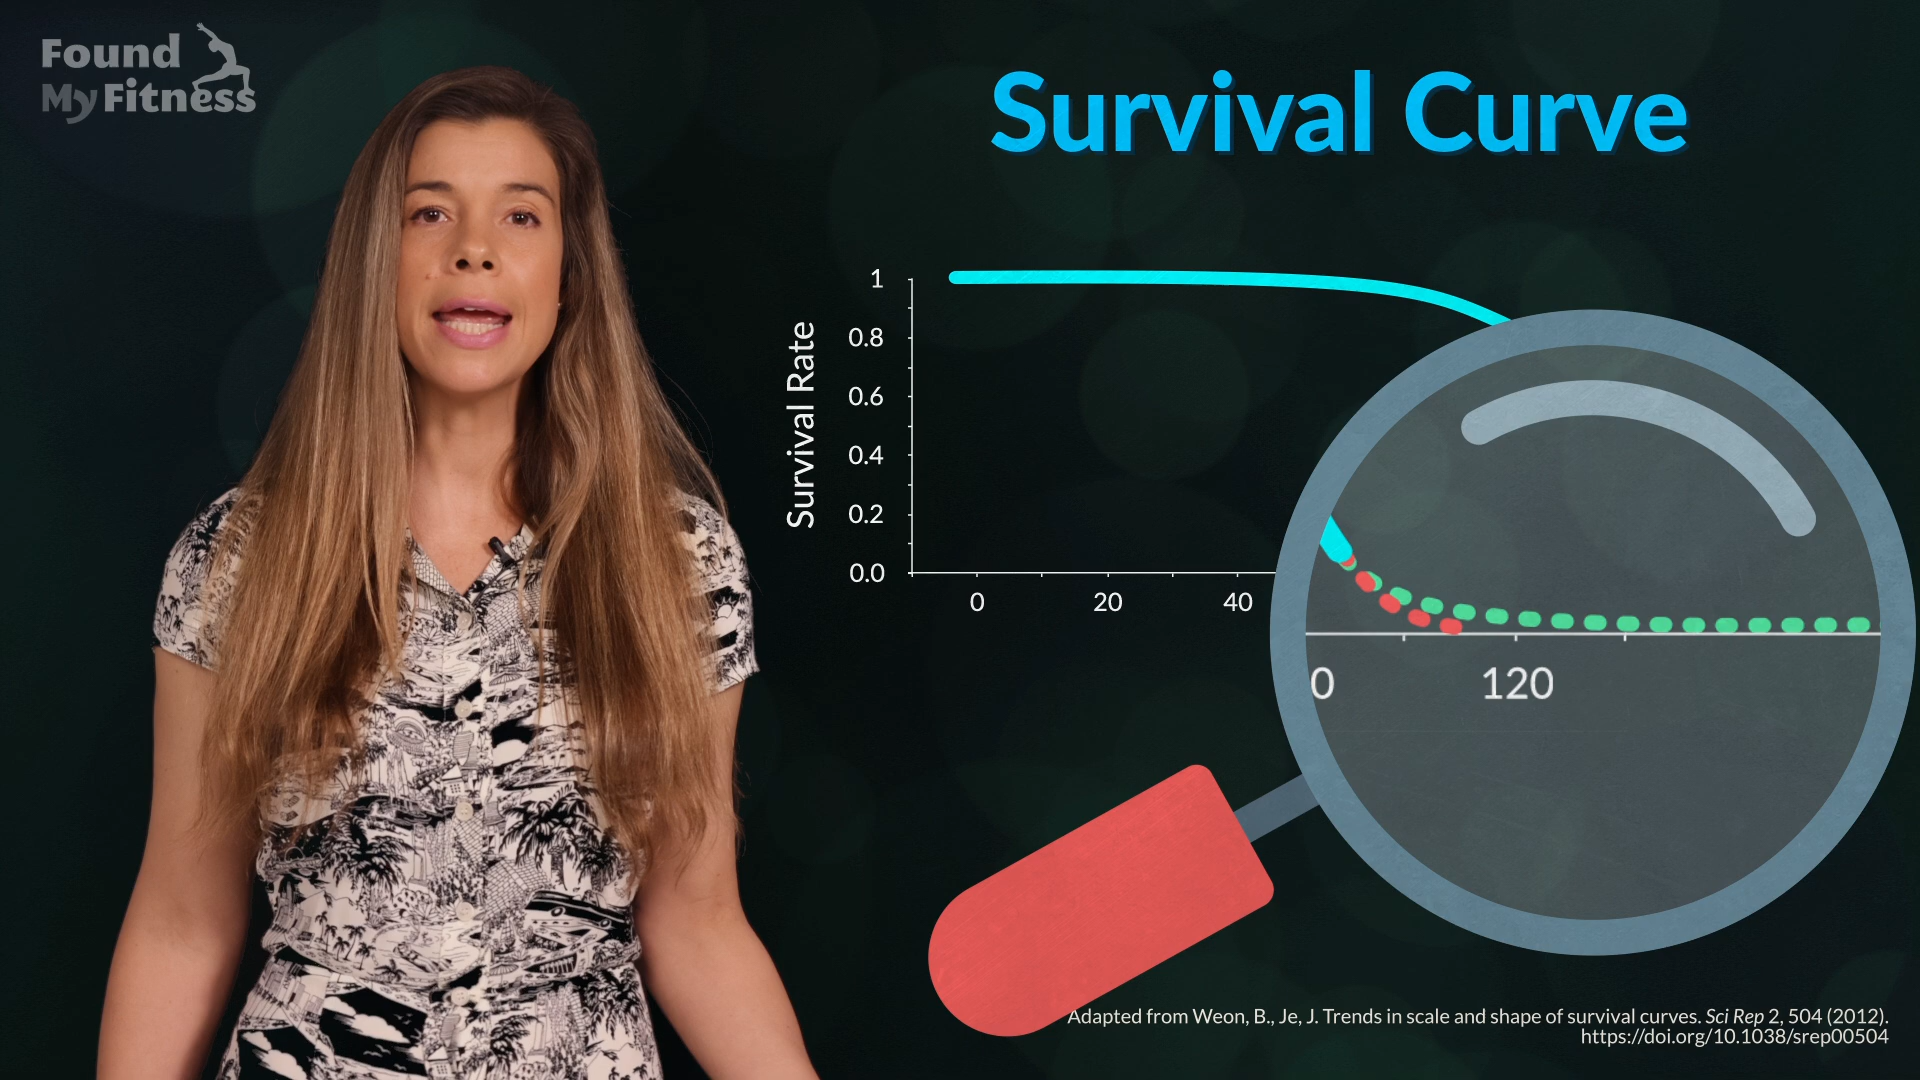 Found
My Fitness
Survival Curve
Survival Rate
1
0.8
0.6
0.4
0.2
0.0
0
20
40
0
120
Adapted from Weon, B., Je, J. Trends in scale and shape of survival curves. Sci Rep 2, 504 (2012).
https://doi.org/10.1038/srep00504